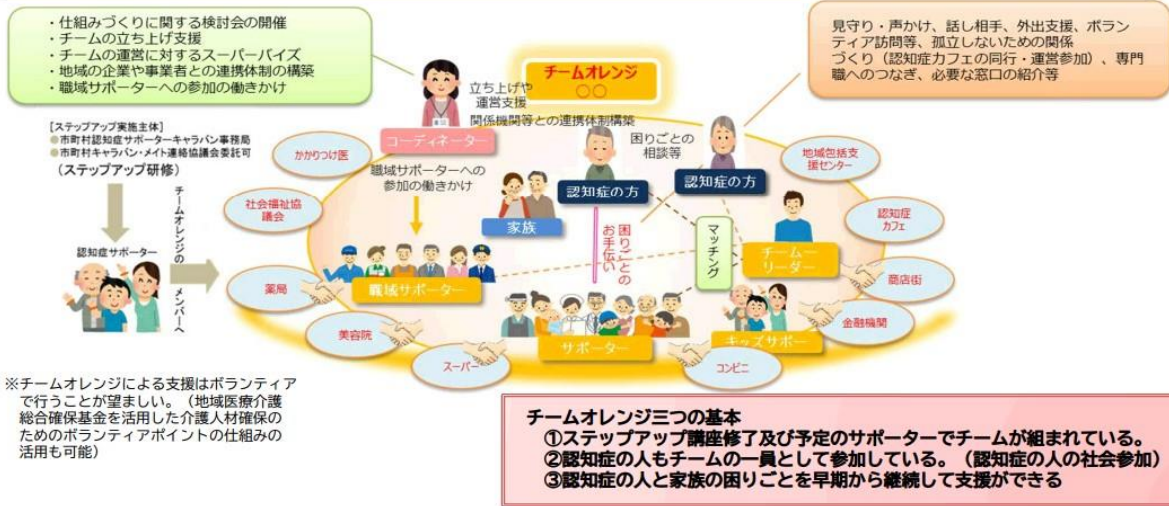 ・仕組みづくりに関する検討会の開催
・チームの立ち上げ支援
・チームの運営に対するスーパーバイズ
・地域の企業や事業者との連携体制の構築
・職域サポーターへの参加の働きかけ
チームオレンジ
〇〇
見守り・声かけ、話し相手、外出支援、ボラン
ティア訪問等、孤立しないための関係
づくり（認知症カフェの同行・運営参加）、専門
職へのつなぎ、必要な窓口の紹介等
立ち上げや
運営支援
関係機関等との連携体制構築
コーディネーター
[ステップアップ実施主体]
●市町村認知症サポーターキャラバン事務局
●市町村キャラバン・メイト連絡協議会委託可
(ステップアップ研修)
かかりつけ医
職域サポーターへの
参加の働きかけ
困りごとの
相談等
認知症の方
認知症の方
地域包括支
援センター
社会福祉協
議会
家族
認知症
カフェ
チームオレンジの
メンバーへ
認知症サポーター
困りごとの
お手伝い
マッチング
チーム
リーダー
薬局
職域サポーター
商店街
美容院
サポーター
キッズサポー
金融機関
スーパー
コンビニ
※チームオレンジによる支援はボランティア
で行うことが望ましい。（地域医療介護
総合確保基金を活用した介護人材確保の
ためのボランティアポイントの仕組みの
活用も可能）
チームオレンジ三つの基本
①ステップアップ講座修了及び予定のサポーターでチームが組まれている。
②認知症の人もチームの一員として参加している。（認知症の人の社会参加）
③認知症の人と家族の困りごとを早期から継続して支援ができる